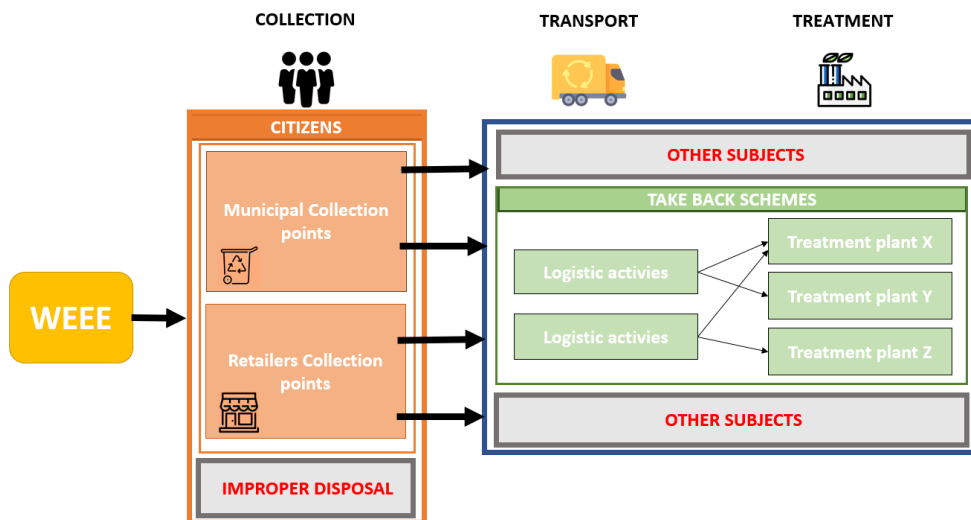 COLLECTION
TRANSPORT
TREATMENT
CITIZENS
OTHER SUBJECTS
Municipal Collection
points
TAKE BACK SCHEMES
Treatment plant X
Logistic activies
WEEE
Treatment plant Y
Logistic activies
Retailers Collection
points
Treatment plant Z
OTHER SUBJECTS
IMPROPER DISPOSAL